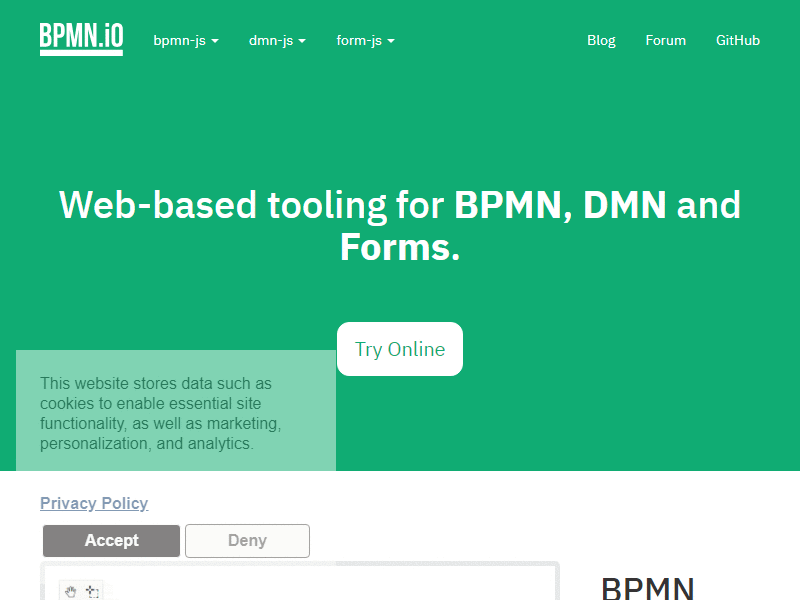 BPMN.iO
bpmn-js
dmn-js
form-js
Blog
Forum
GitHub
Web-based tooling for BPMN, DMN and
Forms.
Try Online
This website stores data such as
cookies to enable essential site
functionality, as well as marketing,
personalization, and analytics.
Privacy Policy
Accept
Deny
BPMN